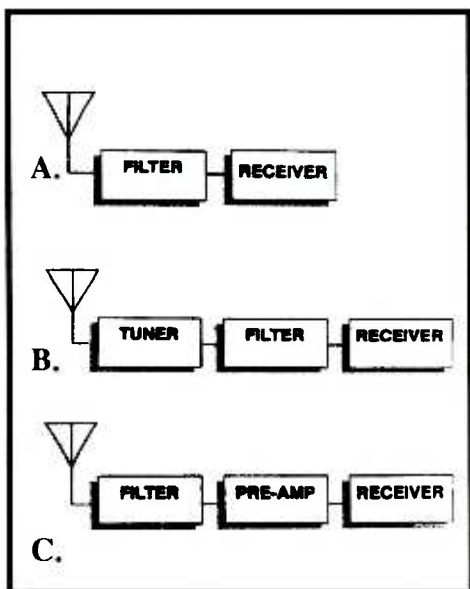 A.
FILTER RECEIVER
B.
TUNER FILTER RECEIVER
C.
FILTER PRE-AMP RECEIVER